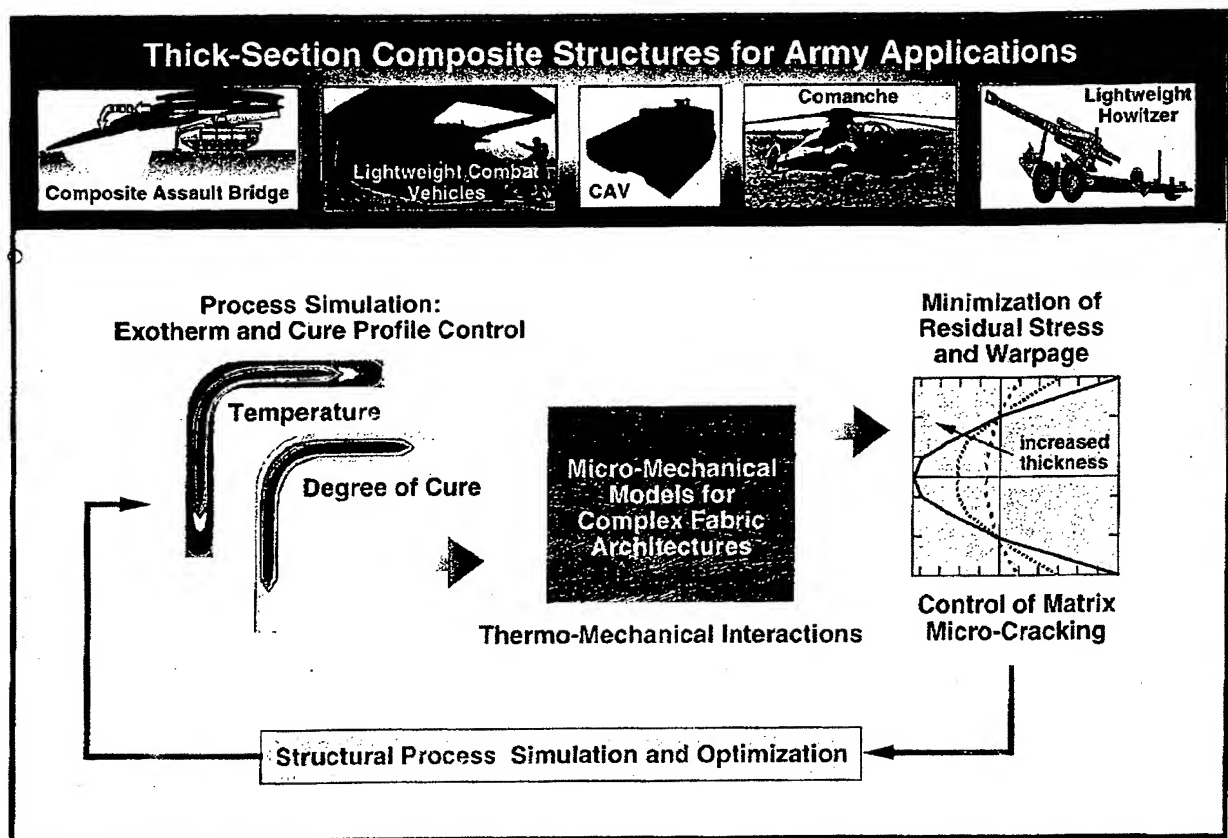 Thick-Section Composite Structures for Army Applications
Composite Assault Bridge
Lightweight Combat
Vehicles
CAV
Comanche
Lightweight
Howitzer
Process Simulation:
Exotherm and Cure Profile Control
Temperature
Degree of Cure
Micro-Mechanical
Models for
Complex Fabric
Architectures
Thermo-Mechanical Interactions
Minimization of
Residual Stress
and Warpage
increased
thickness
Control of Matrix
Micro-Cracking
Structural Process Simulation and Optimization